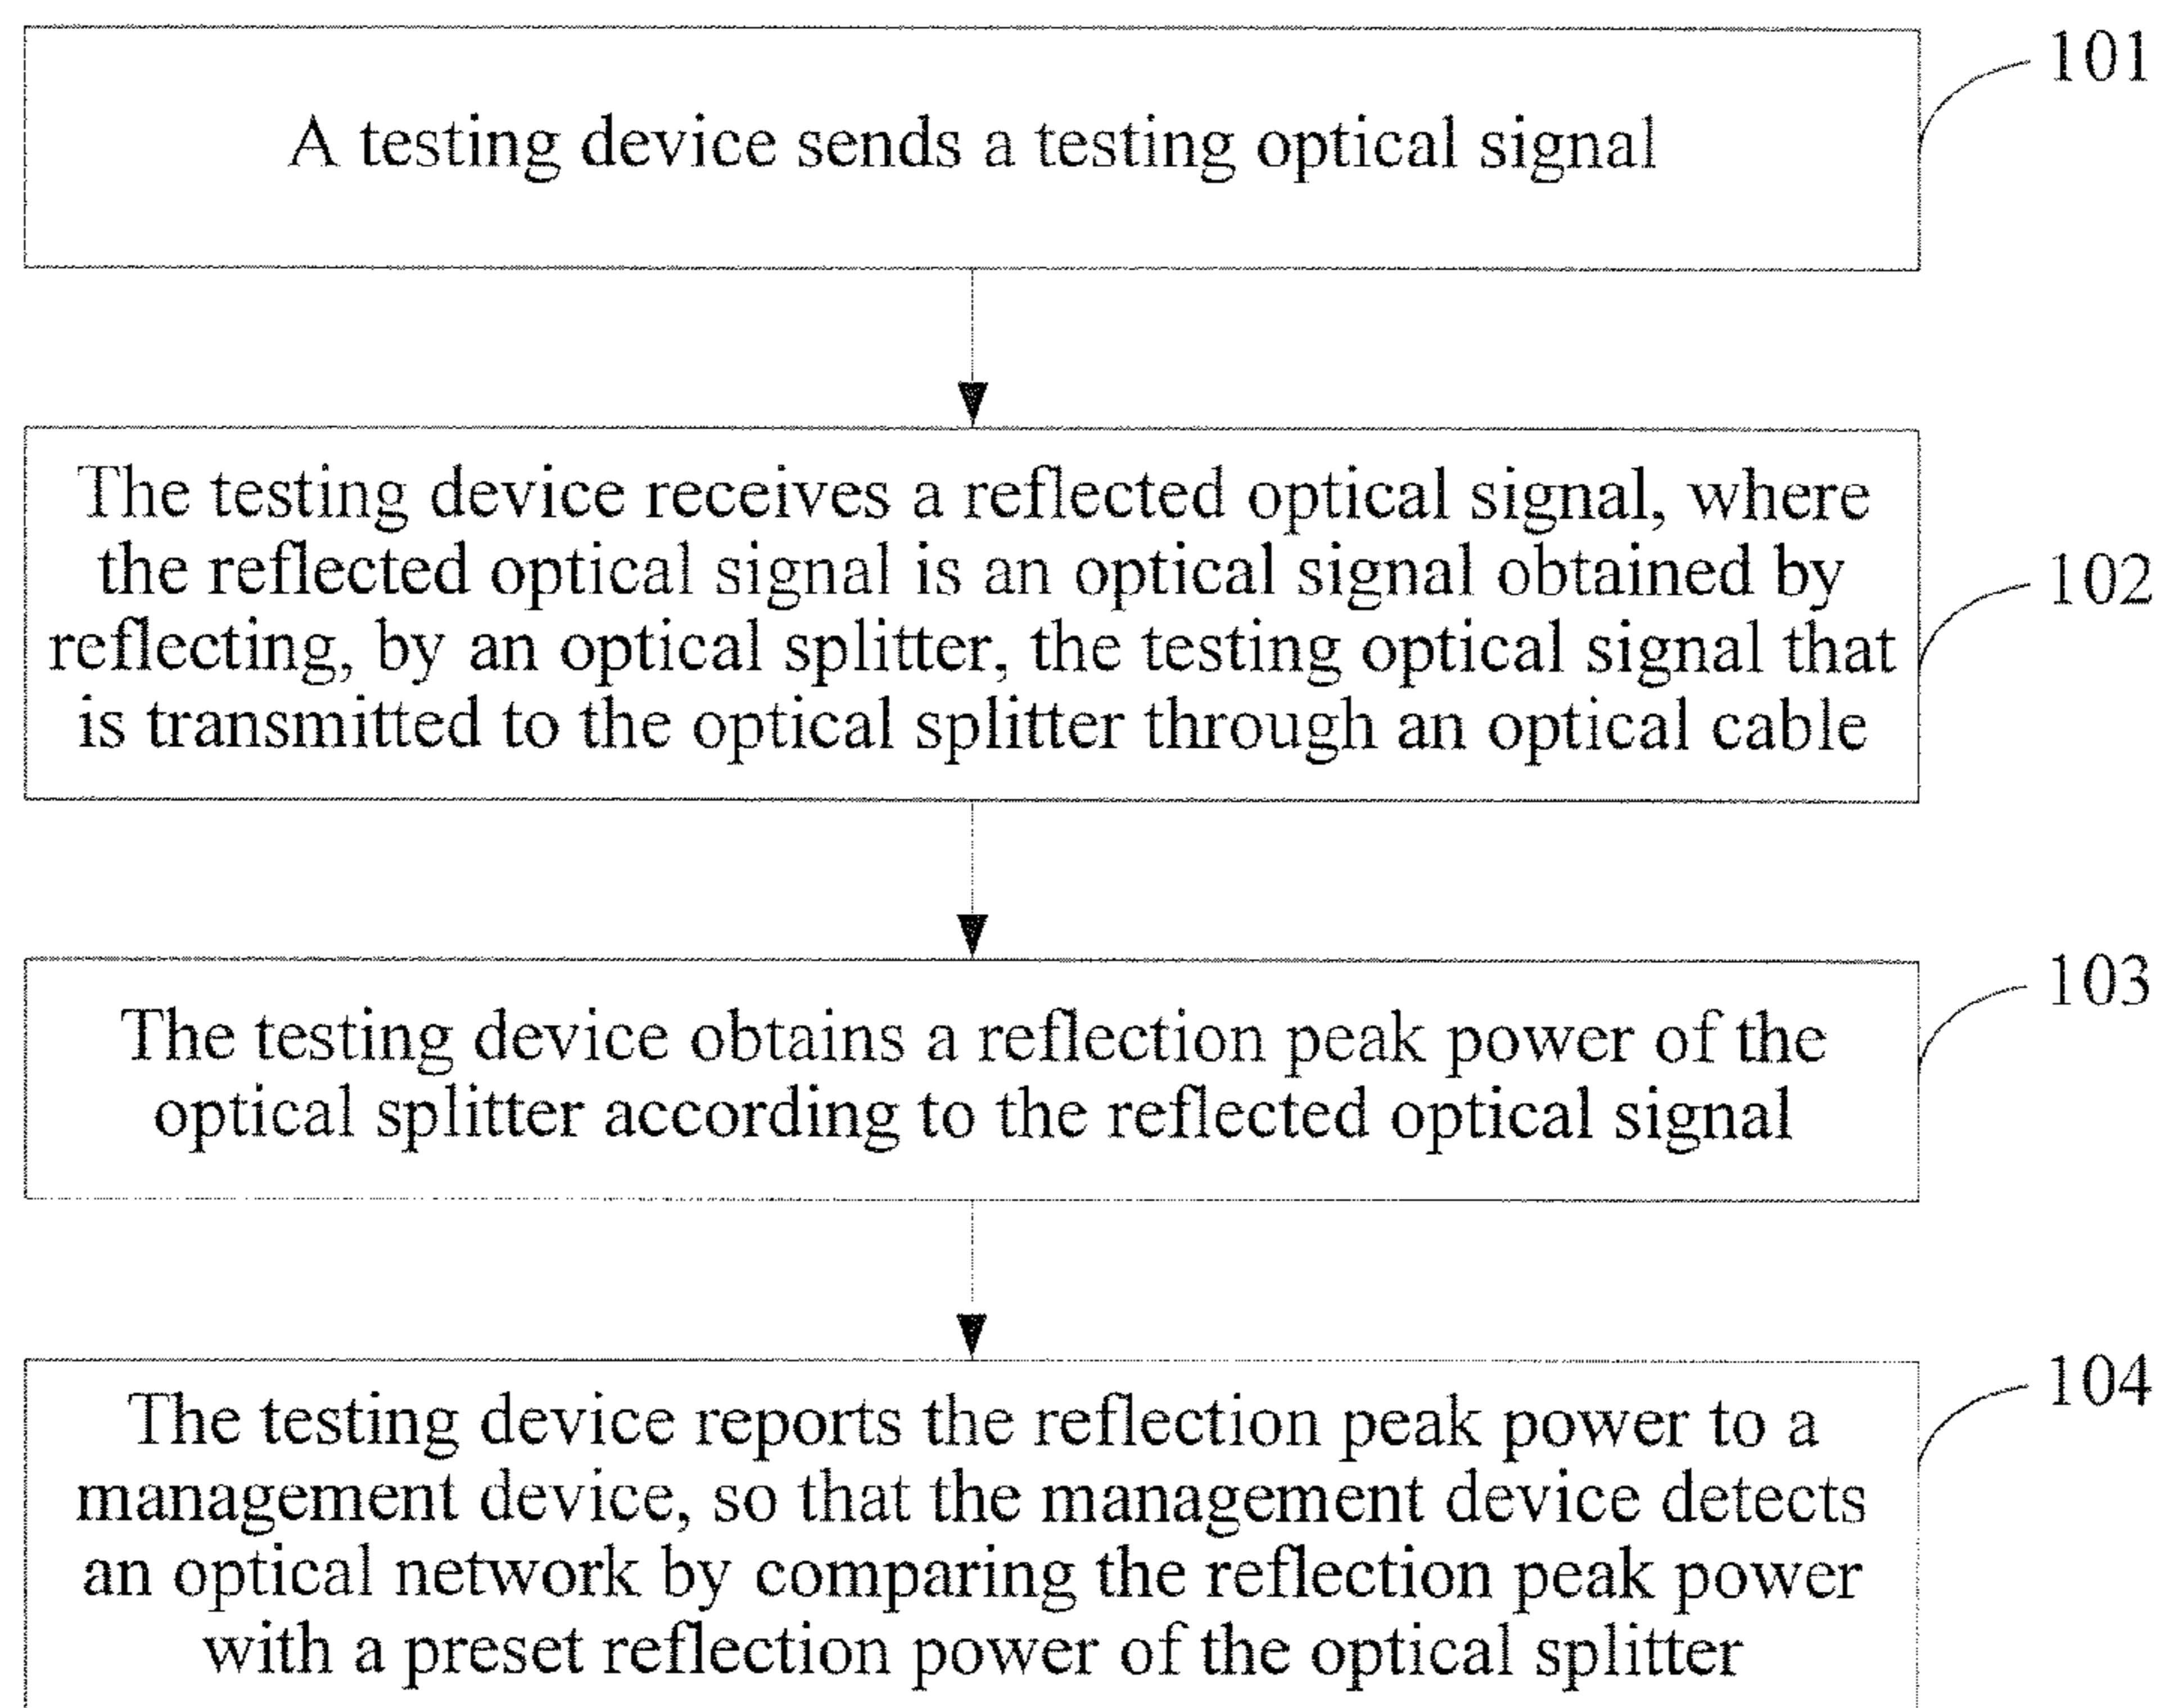 101
A testing device sends a testing optical signal
The testing device receives a reflected optical signal, where
the reflected optical signal is an optical signal obtained by
reflecting, by an optical splitter, the testing optical signal that
is transmitted to the optical splitter through an optical cable
102
103
The testing device obtains a reflection peak power of the
optical splitter according to the reflected optical signal
104
The testing device reports the reflection peak power to a
management device, so that the management device detects
an optical network by comparing the reflection peak power
with a preset reflection power of the optical splitter